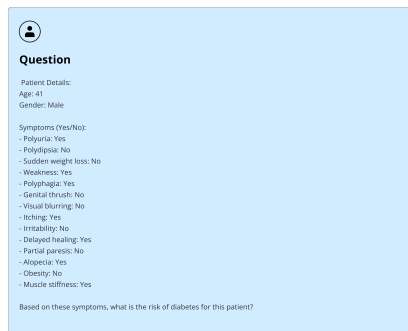 Question
Patient Details:
Age: 41
Gender: Male
Symptoms (Yes/No):
- Polyuria: Yes
- Polydipsia: No
- Sudden weight loss: No
- Weakness: Yes
- Polyphagia: Yes
- Genital thrush: No
- Visual blurring: No
- Itching: Yes
- Irritability: No
- Delayed healing: Yes
- Partial paresis: No
- Alopecia: Yes
- Obesity: No
- Muscle stiffness: Yes
Based on these symptoms, what is the risk of diabetes for this patient?